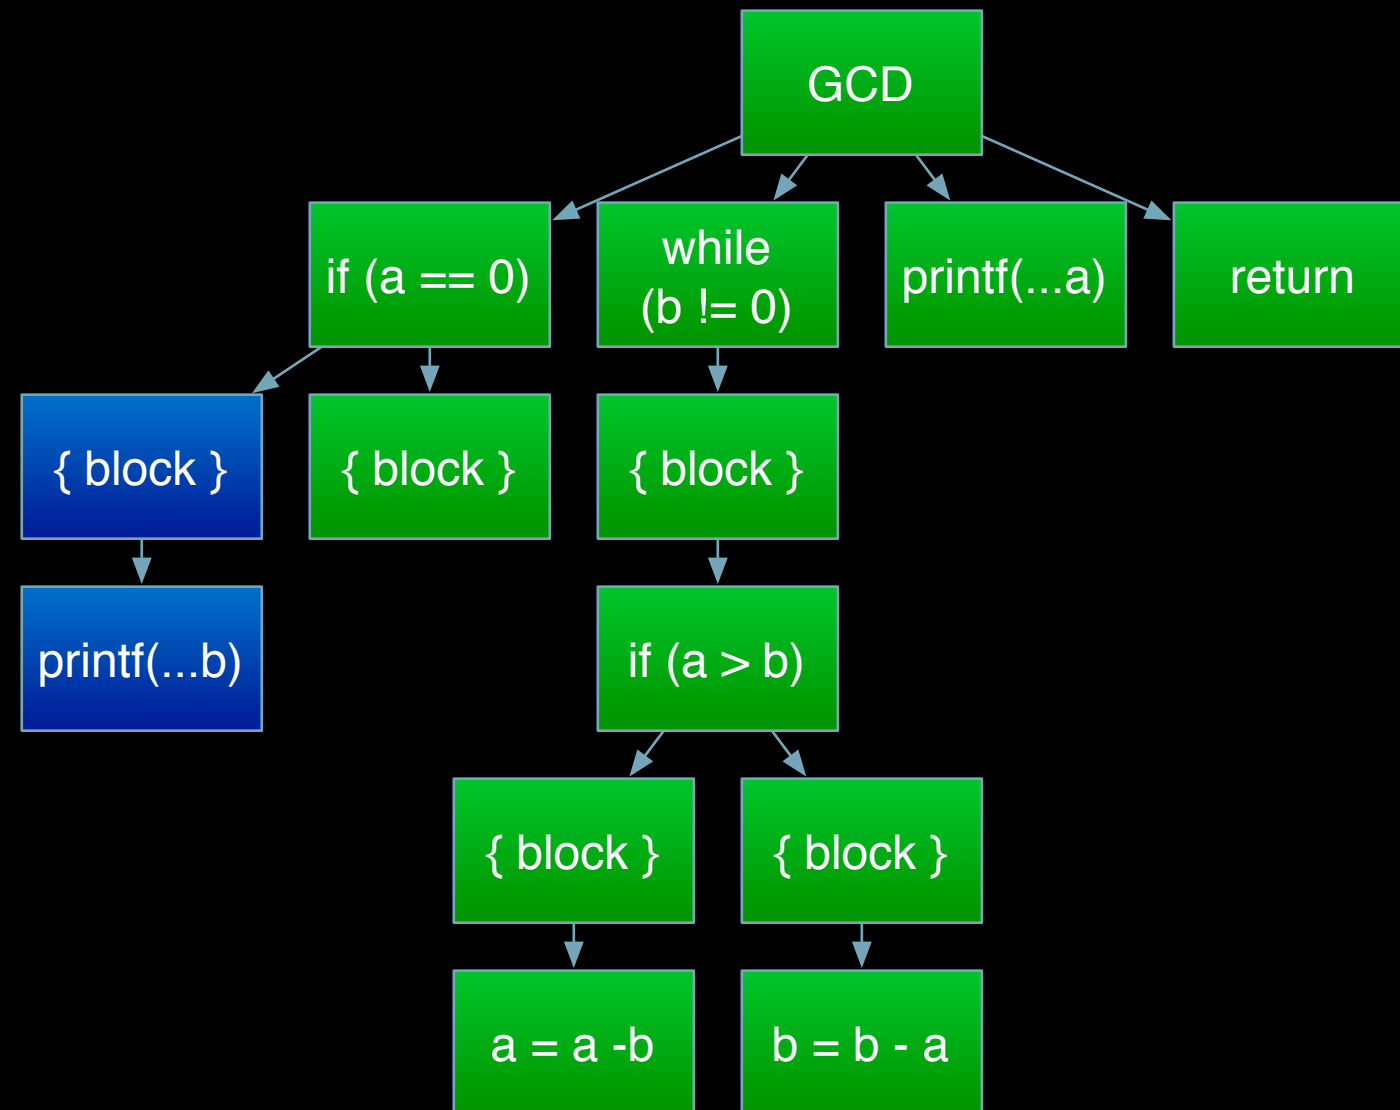 GCD
if (a == 0)
while
(b != 0)
printf(...a)
return
{ block }
{ block }
{ block }
printf(...b)
if (a > b)
{ block }
{ block }
a = a -b
b = b - a